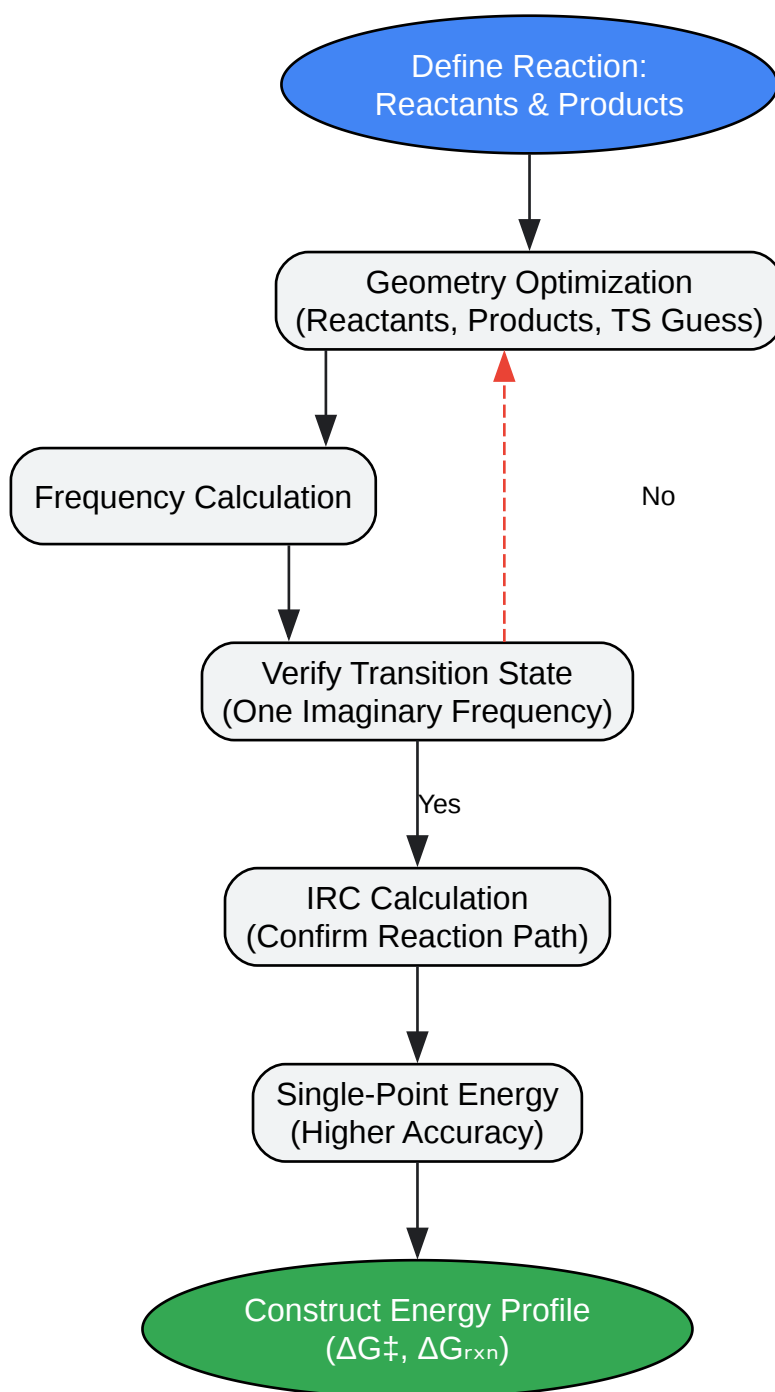 Define Reaction:
Reactants & Products
Geometry Optimization
(Reactants, Products, TS Guess)
Frequency Calculation
No
Verify Transition State
(One Imaginary Frequency)
Yes
IRC Calculation
(Confirm Reaction Path)
Single-Point Energy
(Higher Accuracy)
Construct Energy Profile
(ΔG‡, ΔGᵣₓₙ)